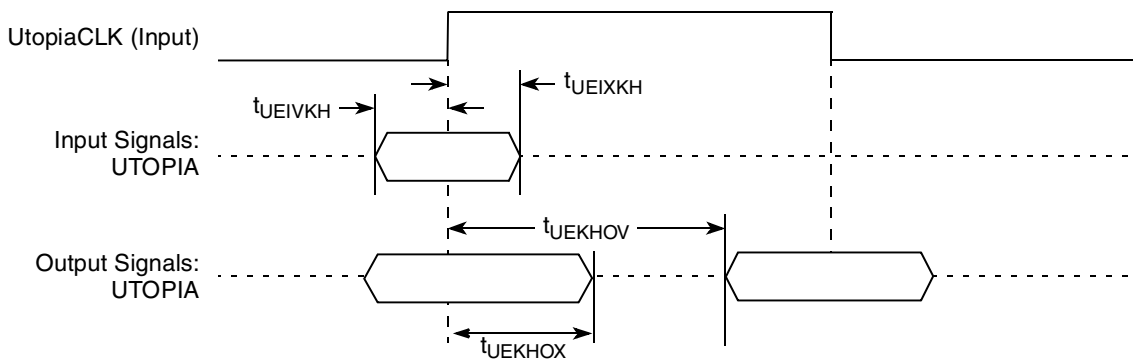 UtopiaCLK (Input)
tUEIXKH
tUEIVKH
Input Signals:
UTOPIA
tUEKHOV
Output Signals:
UTOPIA
tUEKHOX